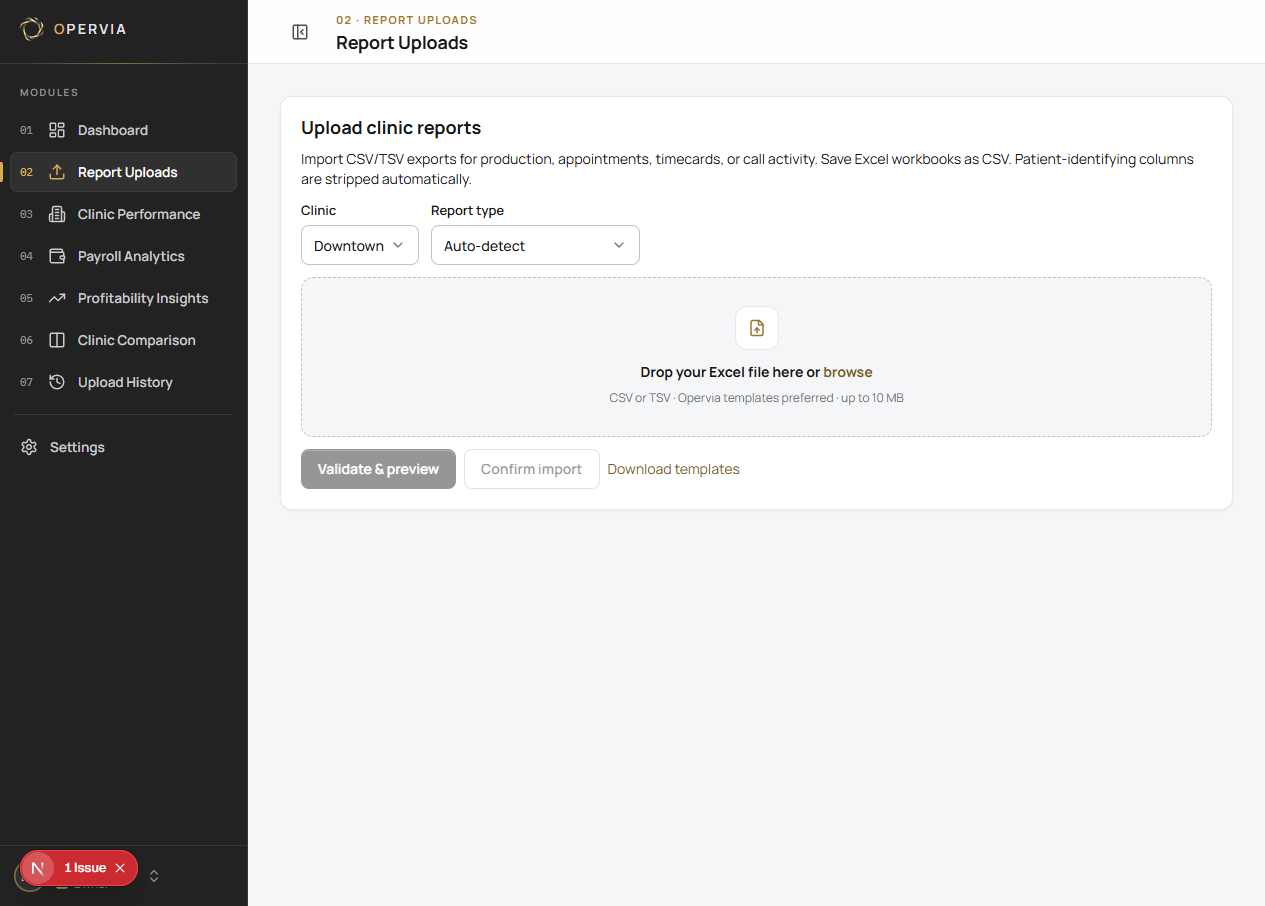 OPERVIA
02 · REPORT UPLOADS
Report Uploads
MODULES
01 Dashboard
02 Report Uploads
03 Clinic Performance
04 Payroll Analytics
05 Profitability Insights
06 Clinic Comparison
07 Upload History
Settings
N 1 Issue
Upload clinic reports
Import CSV/TSV exports for production, appointments, timecards, or call activity. Save Excel workbooks as CSV. Patient-identifying columns
are stripped automatically.
Clinic Report type
Downtown Auto-detect
Drop your Excel file here or browse
CSV or TSV · Opervia templates preferred · up to 10 MB
Validate & preview Confirm import Download templates